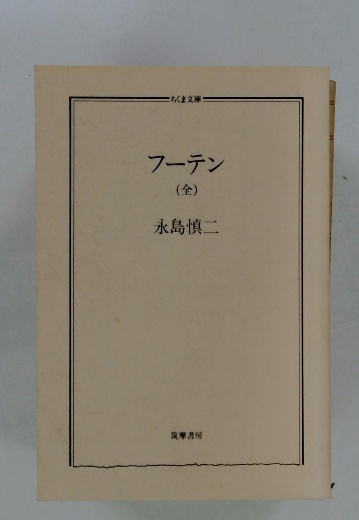 ちくま文庫
フーテン
(全)
永島慎二
筑摩書房